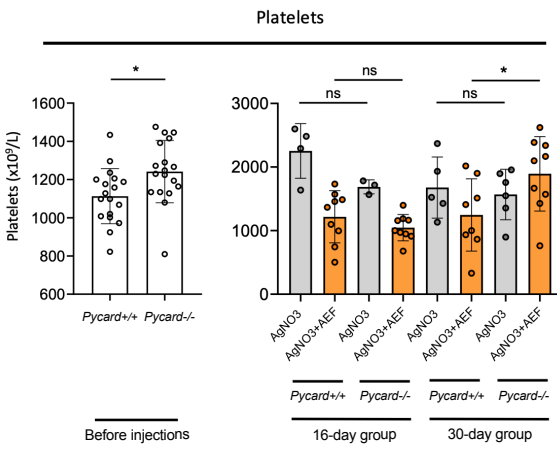 Platelets
*
ns
*
ns
ns
Platelets (x10⁹/L)
1600
1400
1200
1000
800
600
3000
2000
1000
0
Pycard+/+ Pycard-/-
AgNO3 AgNO3+AEF AgNO3 AgNO3+AEF AgNO3 AgNO3+AEF AgNO3 AgNO3+AEF
Pycard+/+ Pycard-/- Pycard+/+ Pycard-/-
Before injections 16-day group 30-day group